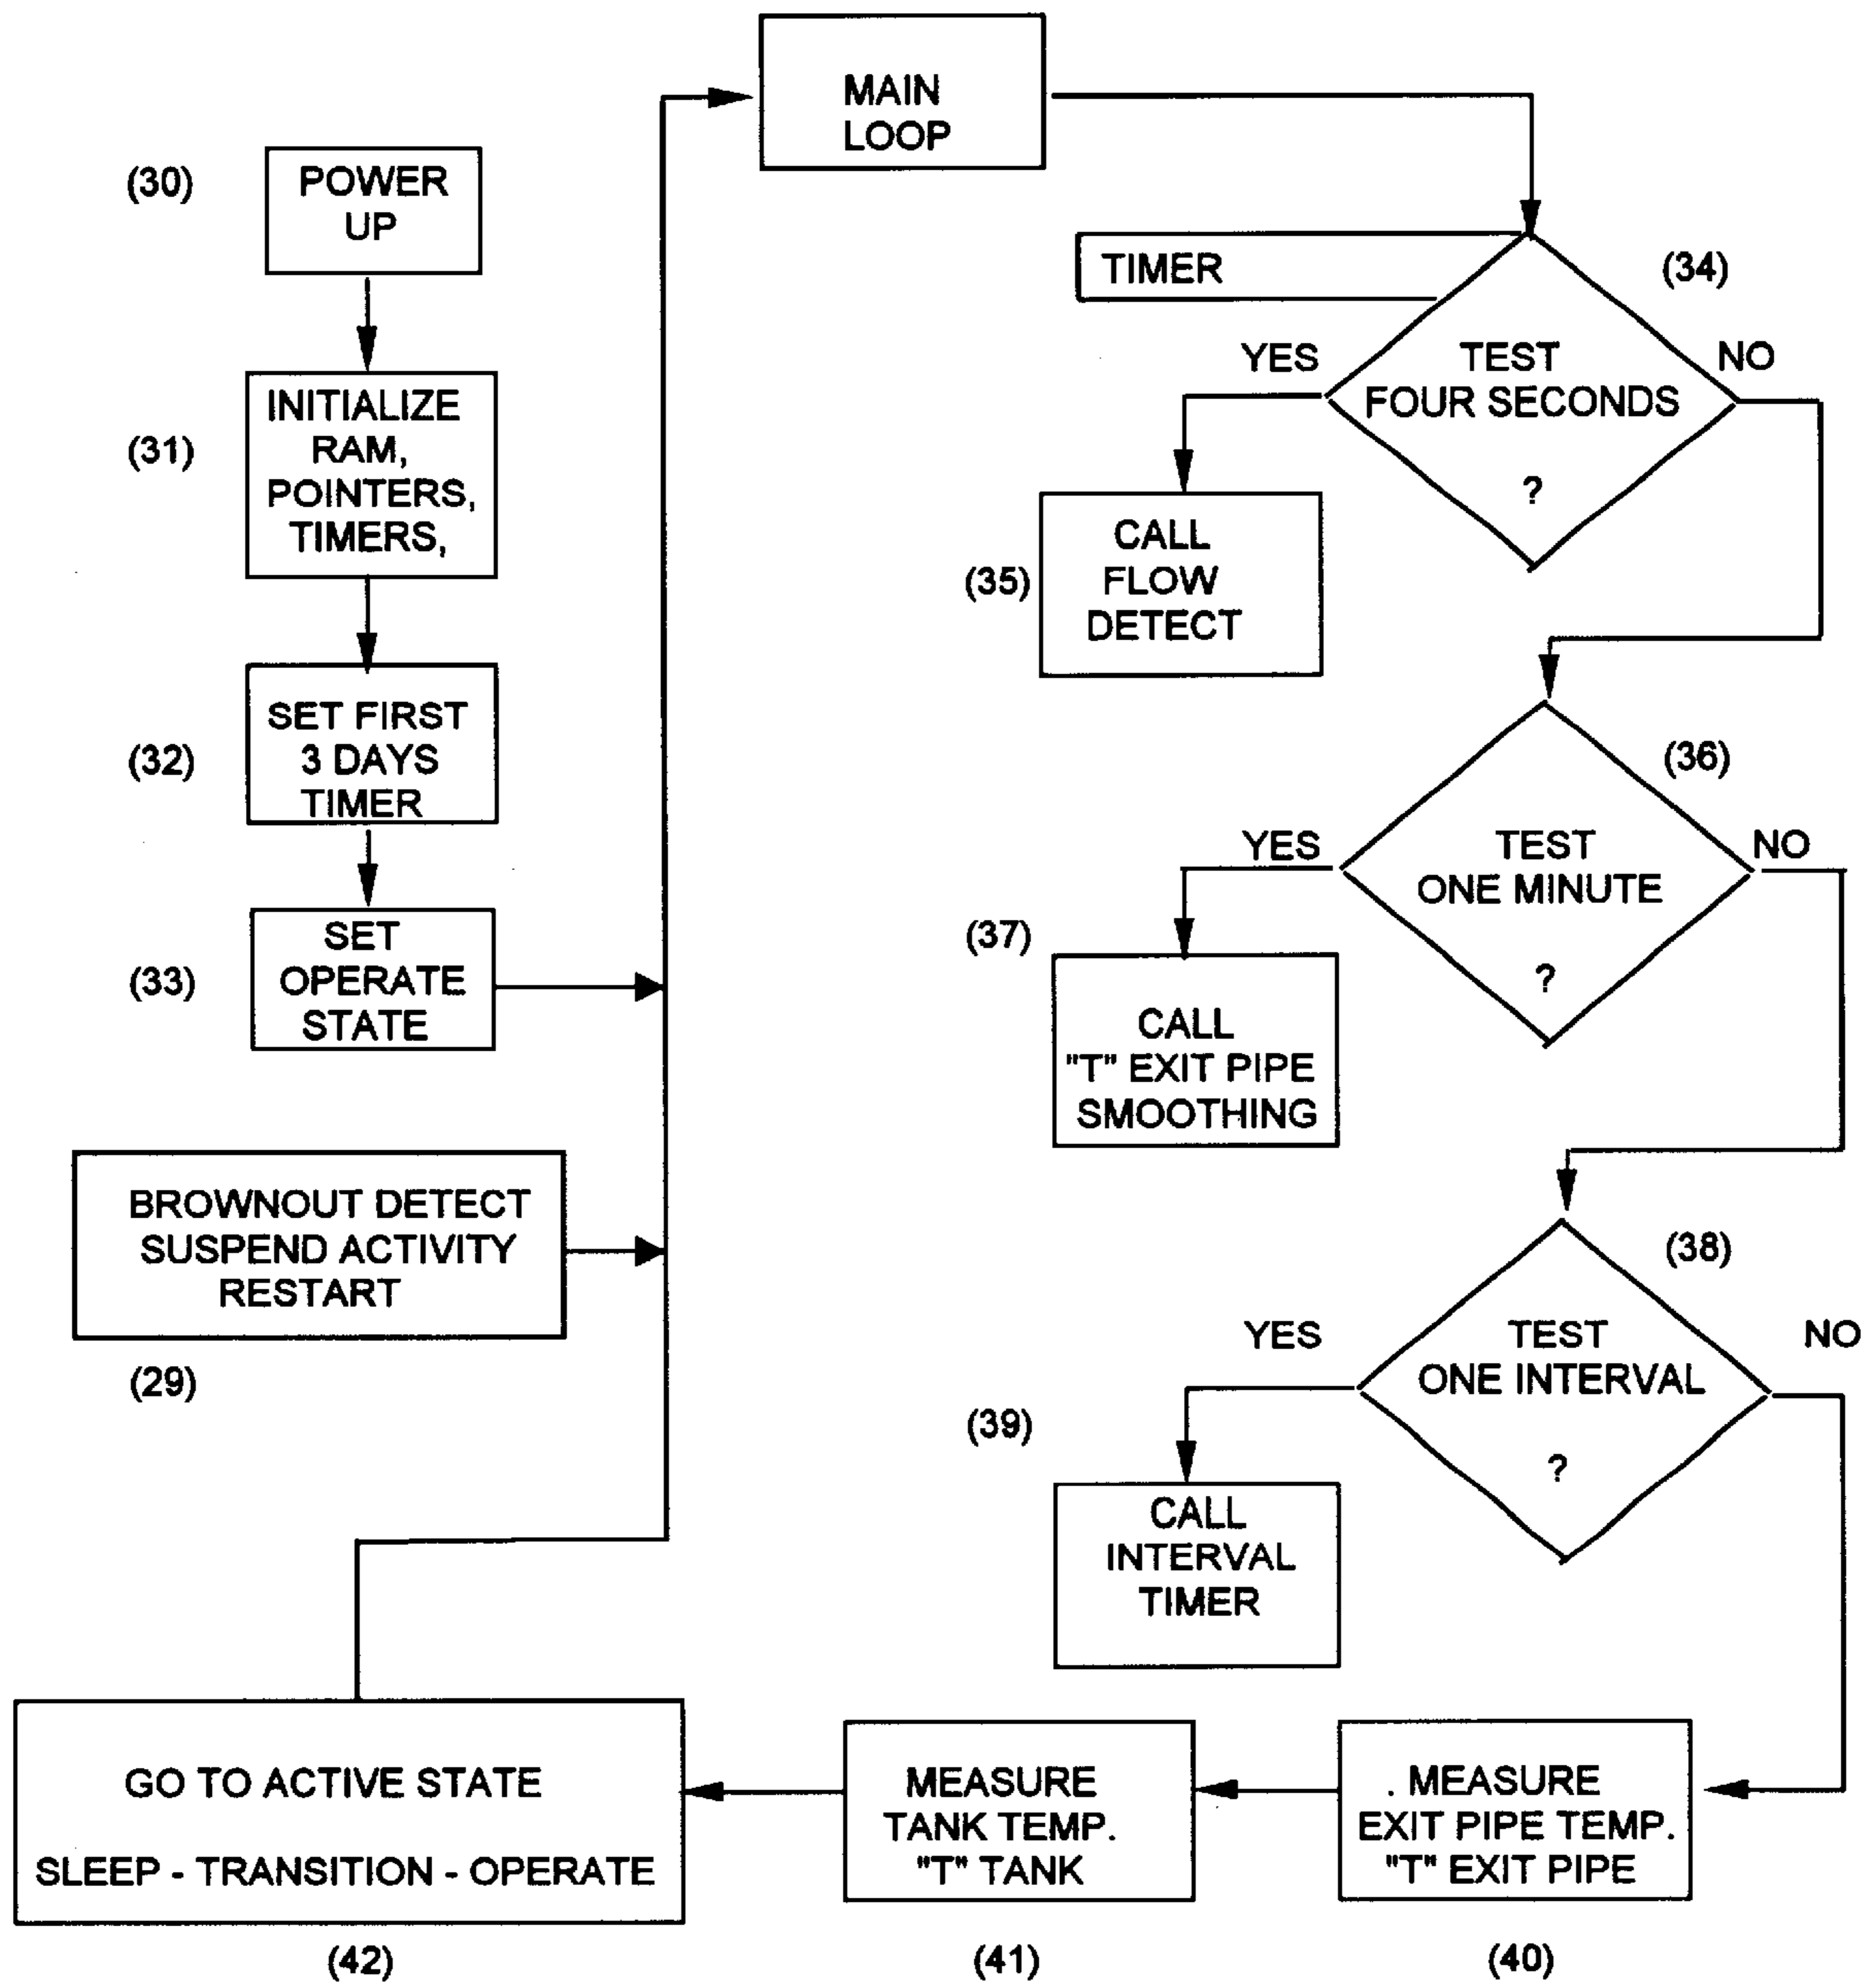 MAIN
LOOP
(30)
POWER
UP
TIMER
(34)
YES
TEST
NO
FOUR SECONDS
?
(31)
INITIALIZE
RAM,
POINTERS,
TIMERS,
(35)
CALL
FLOW
DETECT
(32)
SET FIRST
3 DAYS
TIMER
(36)
YES
TEST
NO
ONE MINUTE
?
(33)
SET
OPERATE
STATE
(37)
CALL
"T" EXIT PIPE
SMOOTHING
BROWNOUT DETECT
SUSPEND ACTIVITY
RESTART
(29)
(38)
YES
TEST
NO
ONE INTERVAL
?
(39)
CALL
INTERVAL
TIMER
GO TO ACTIVE STATE
SLEEP - TRANSITION - OPERATE
(42)
MEASURE
TANK TEMP.
"T" TANK
(41)
. MEASURE
EXIT PIPE TEMP.
"T" EXIT PIPE
(40)